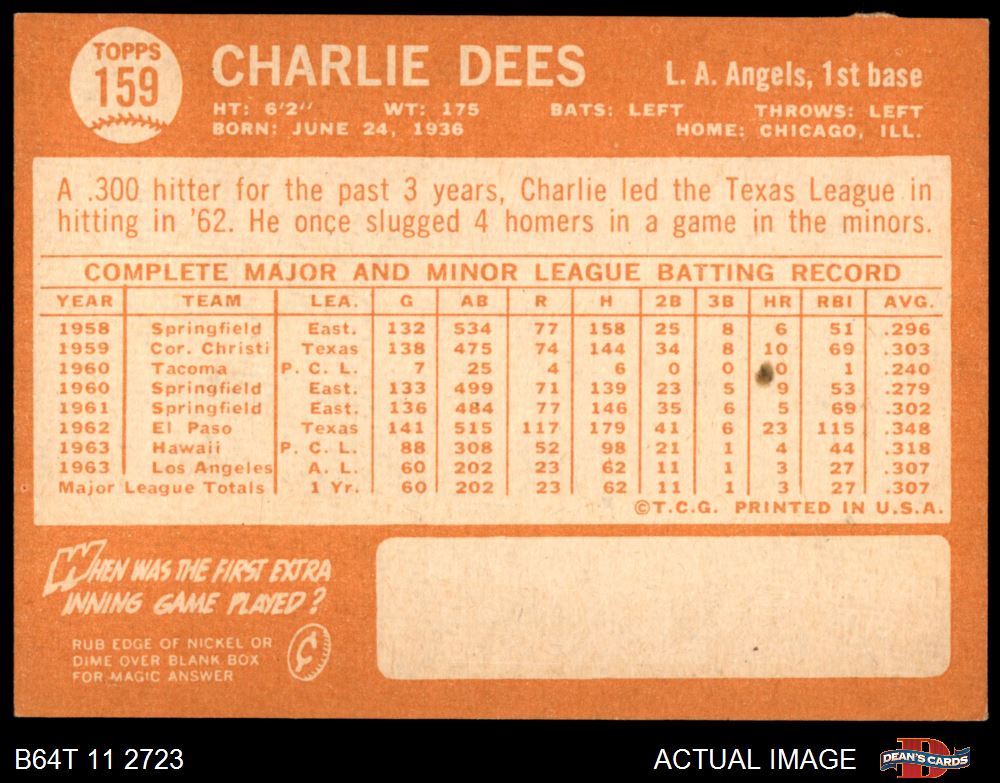 TOPPS
159
CHARLIE DEES
L. A. Angels, 1st base
HT: 6'2" WT: 175 BATS: LEFT THROWS: LEFT
BORN: JUNE 24, 1936 HOME: CHICAGO, ILL.
A .300 hitter for the past 3 years, Charlie led the Texas League in
hitting in '62. He once slugged 4 homers in a game in the minors.
COMPLETE MAJOR AND MINOR LEAGUE BATTING RECORD
YEAR TEAM LEA. G AB R H 2B 3B HR RBI AVG.
1958 Springfield East. 132 534 77 158 25 8 6 51 .296
1959 Cor. Christi Texas 138 475 74 144 34 8 10 69 .303
1960 Tacoma P. C. L. 7 25 4 6 0 0 0 1 .240
1960 Springfield East. 133 499 71 139 23 5 9 53 .279
1961 Springfield East. 136 484 77 146 35 6 5 69 .302
1962 El Paso Texas 141 515 117 179 41 6 23 115 .348
1963 Hawaii P. C. L. 88 308 52 98 21 1 4 44 .318
1963 Los Angeles A. L. 60 202 23 62 11 1 3 27 .307
Major League Totals 1 Yr. 60 202 23 62 11 1 3 27 .307
©T.C.G. PRINTED IN U.S.A.
WHEN WAS THE FIRST EXTRA
INNING GAME PLAYED?
RUB EDGE OF NICKEL OR
DIME OVER BLANK BOX
FOR MAGIC ANSWER
¢
B64T 11 2723
ACTUAL IMAGE
D
DEAN'S CARDS